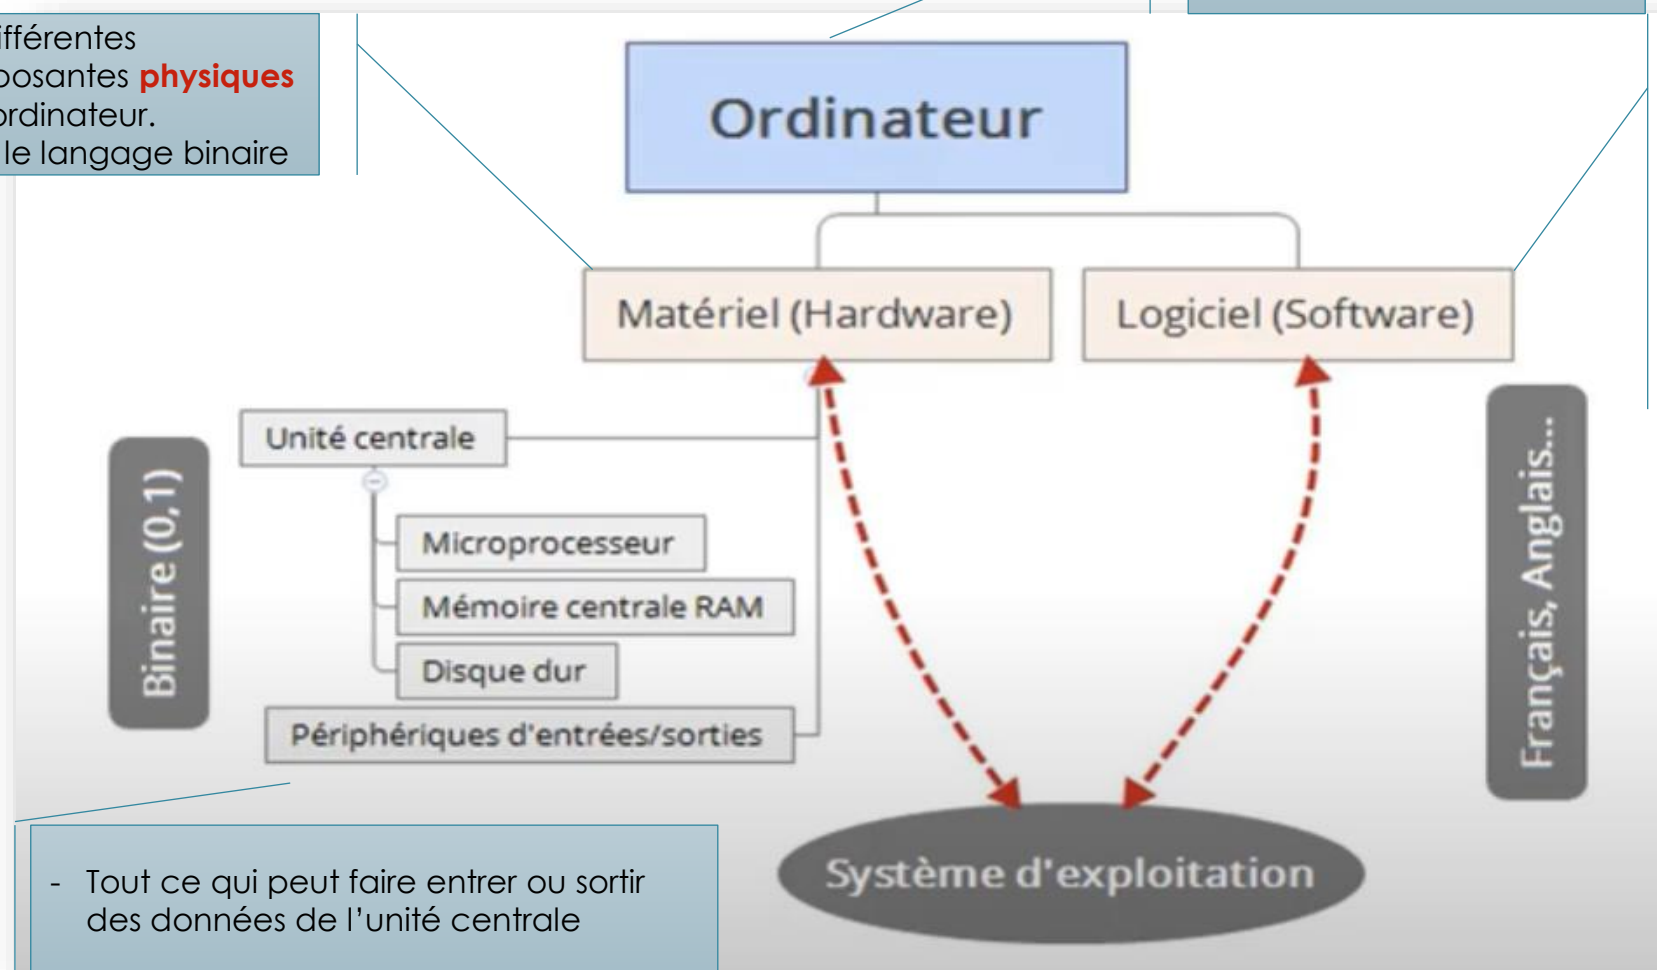 ifférentes
posantes physiques
ordinateur.
le langage binaire
Ordinateur
Matériel (Hardware)
Logiciel (Software)
Unité centrale
Microprocesseur
Mémoire centrale RAM
Disque dur
Périphériques d'entrées/sorties
Binaire (0,1)
Français, Anglais...
Système d'exploitation
- Tout ce qui peut faire entrer ou sortir
des données de l'unité centrale